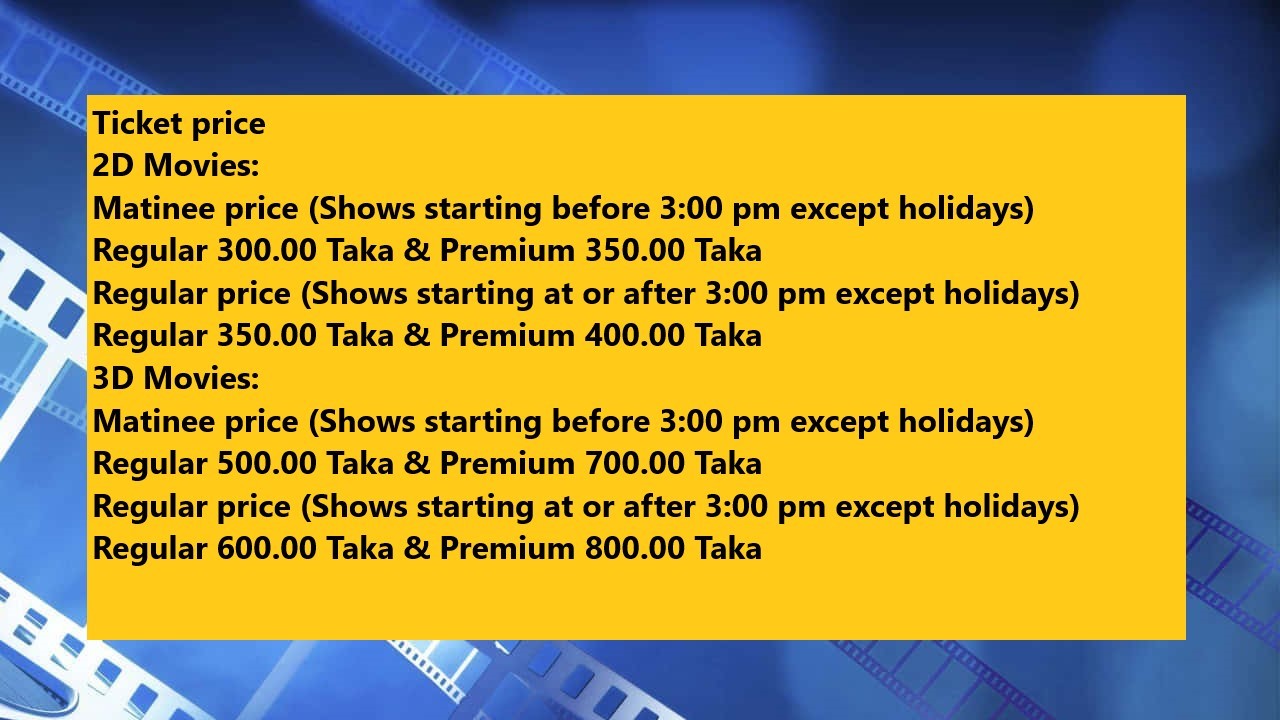 Ticket price
2D Movies:
Matinee price (Shows starting before 3:00 pm except holidays)
Regular 300.00 Taka & Premium 350.00 Taka
Regular price (Shows starting at or after 3:00 pm except holidays)
Regular 350.00 Taka & Premium 400.00 Taka
3D Movies:
Matinee price (Shows starting before 3:00 pm except holidays)
Regular 500.00 Taka & Premium 700.00 Taka
Regular price (Shows starting at or after 3:00 pm except holidays)
Regular 600.00 Taka & Premium 800.00 Taka